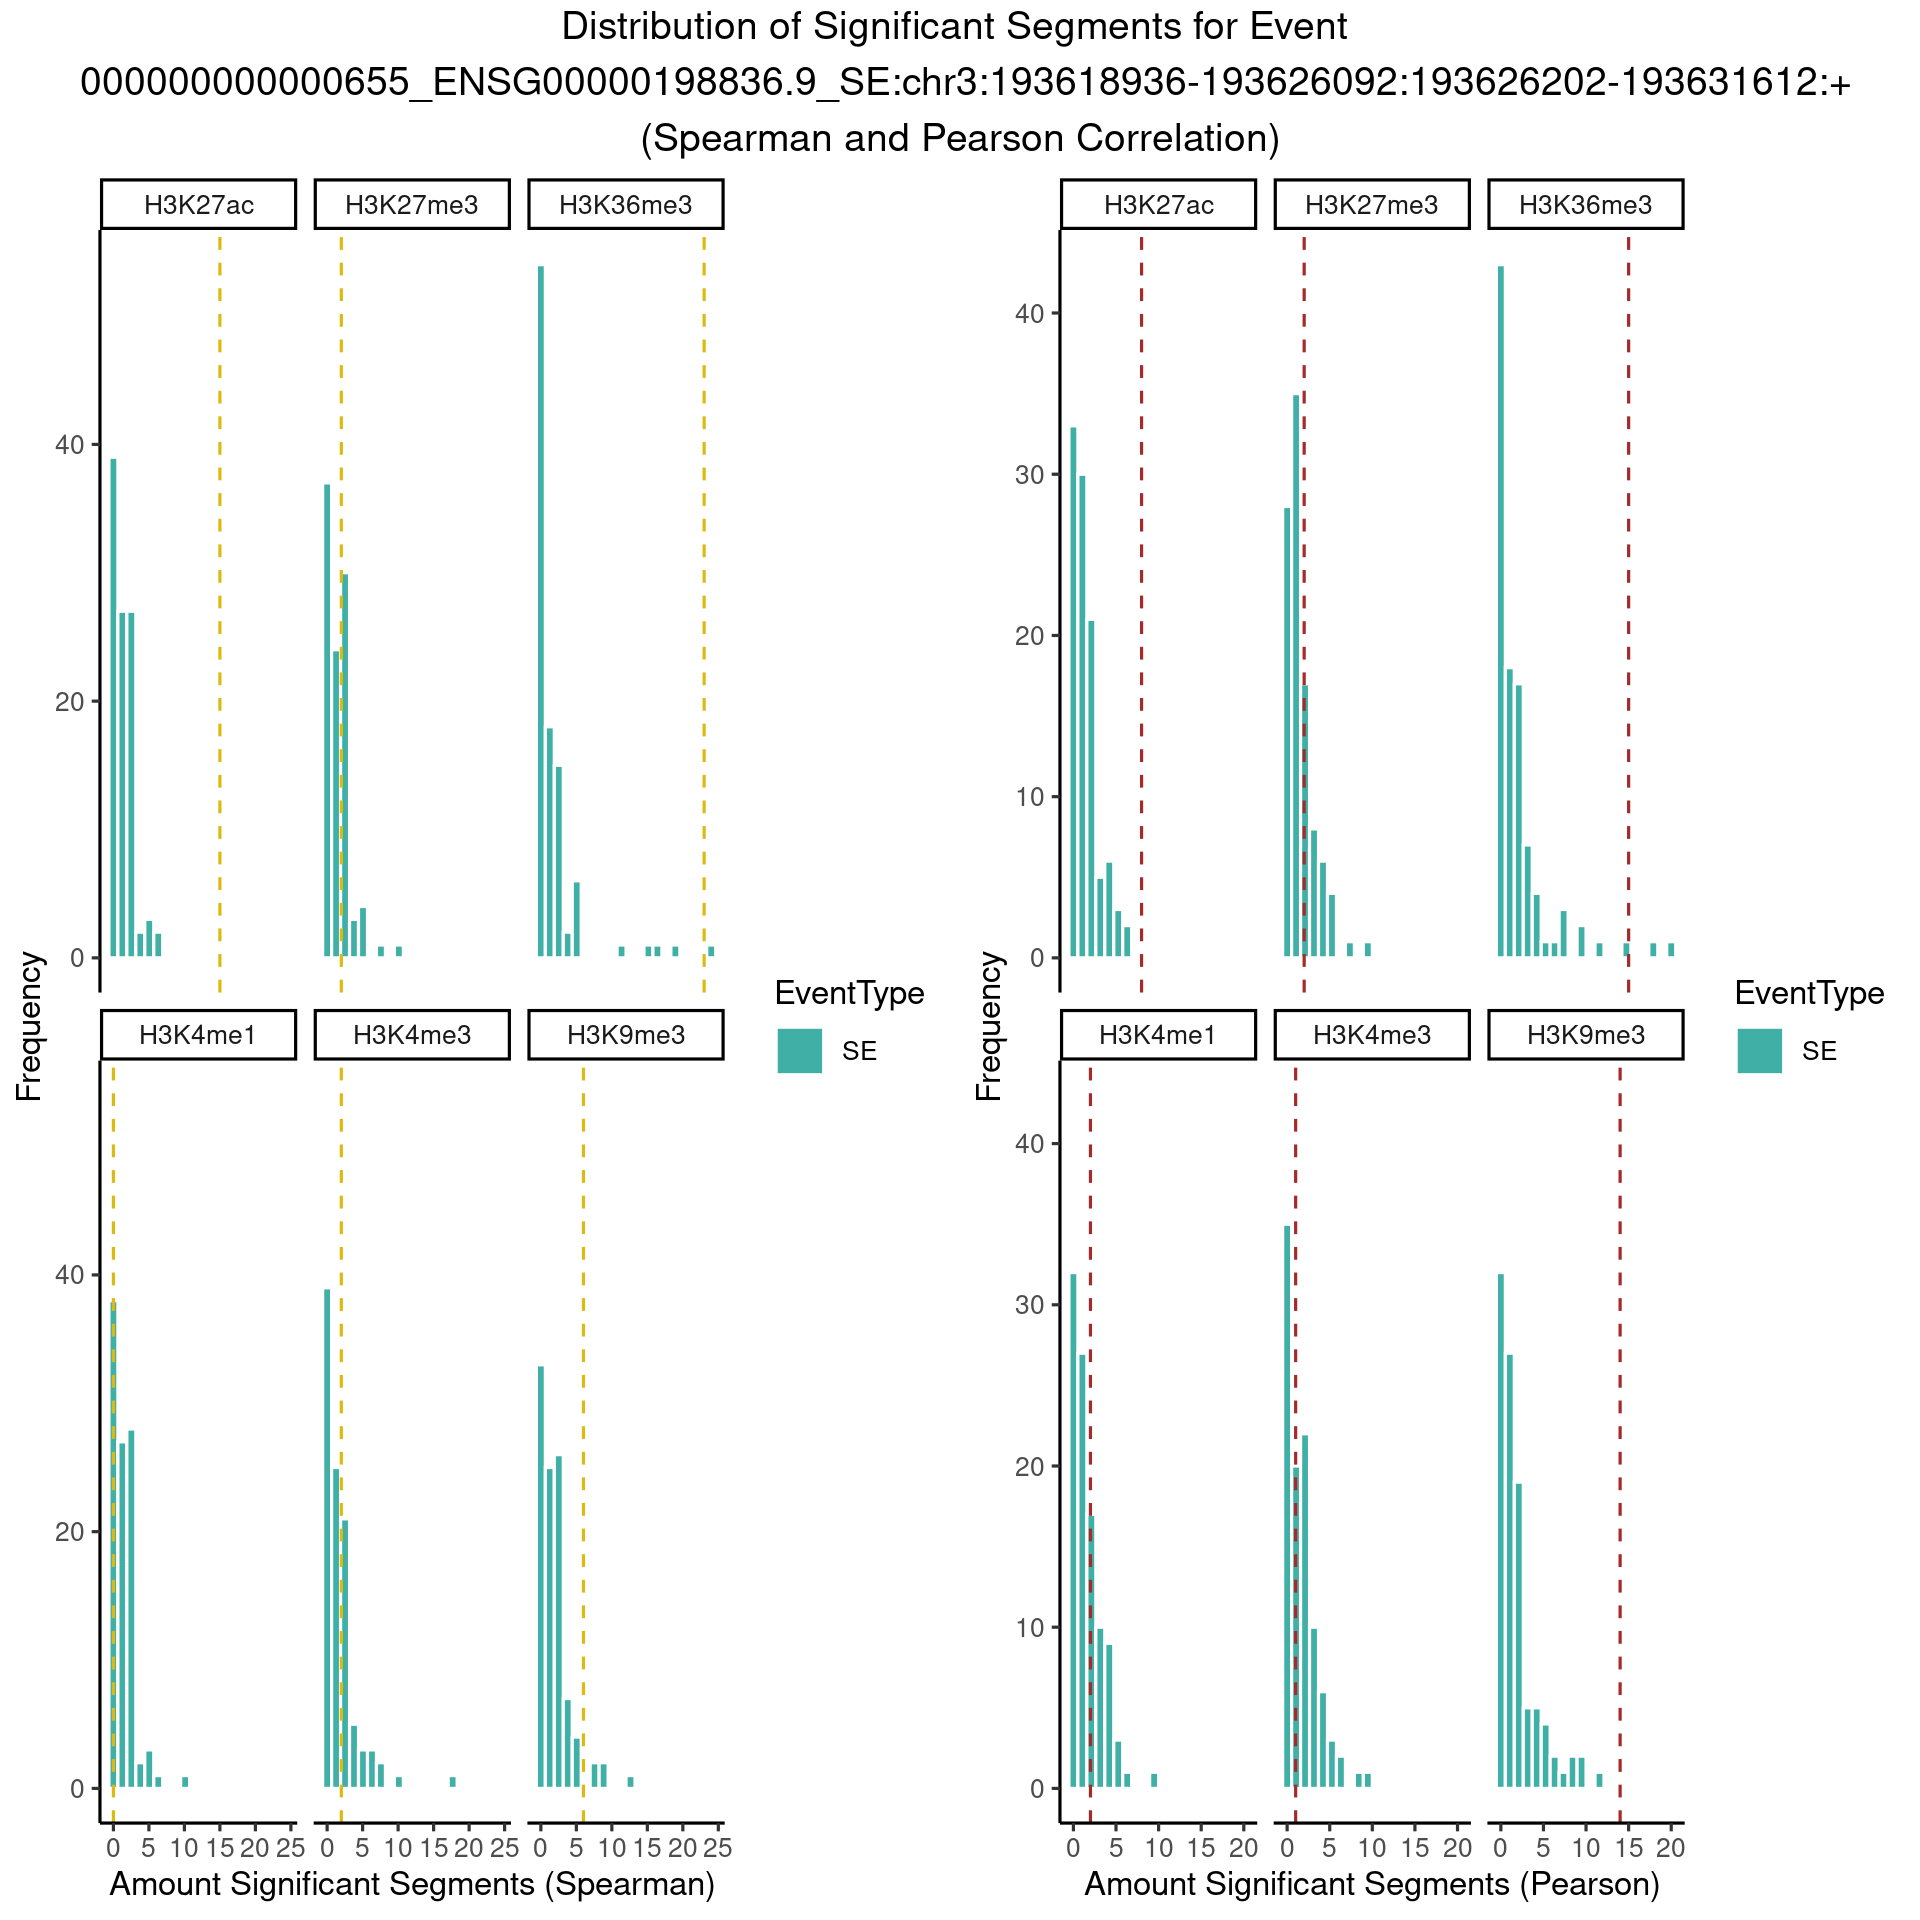 Distribution of Significant Segments for Event
000000000000655_ENSG00000198836.9_SE:chr3:193618936-193626092:193626202-193631612:+
(Spearman and Pearson Correlation)
H3K27ac H3K27me3 H3K36me3
40
20
0
H3K4me1 H3K4me3 H3K9me3
40
20
0
0 5 10 15 20 25 0 5 10 15 20 25 0 5 10 15 20 25
Amount Significant Segments (Spearman)
Frequency
EventType
SE
H3K27ac H3K27me3 H3K36me3
40
30
20
10
0
H3K4me1 H3K4me3 H3K9me3
40
30
20
10
0
0 5 10 15 20 0 5 10 15 20 0 5 10 15 20
Amount Significant Segments (Pearson)
Frequency
EventType
SE